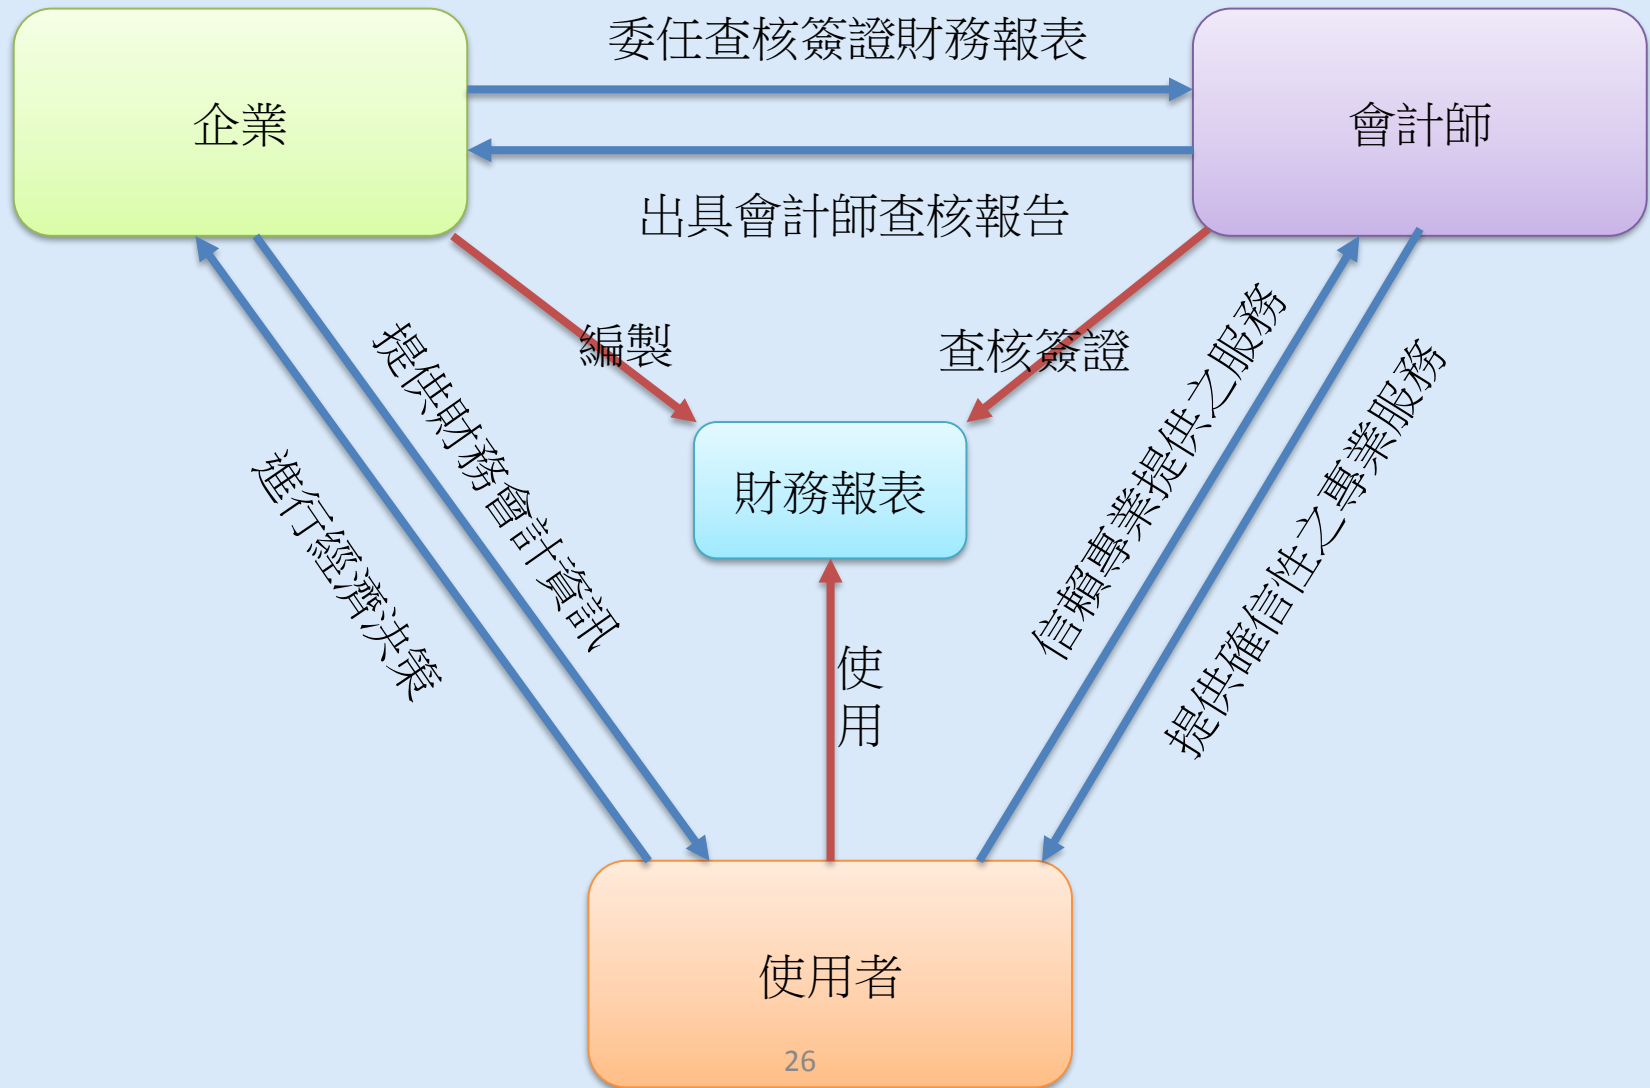 委任查核簽證財務報表
企業
會計師
出具會計師查核報告
編製
查核簽證
提供財務會計資訊
進行經濟決策
財務報表
信賴專業提供之服務
提供確信性之專業服務
使
用
使用者
26